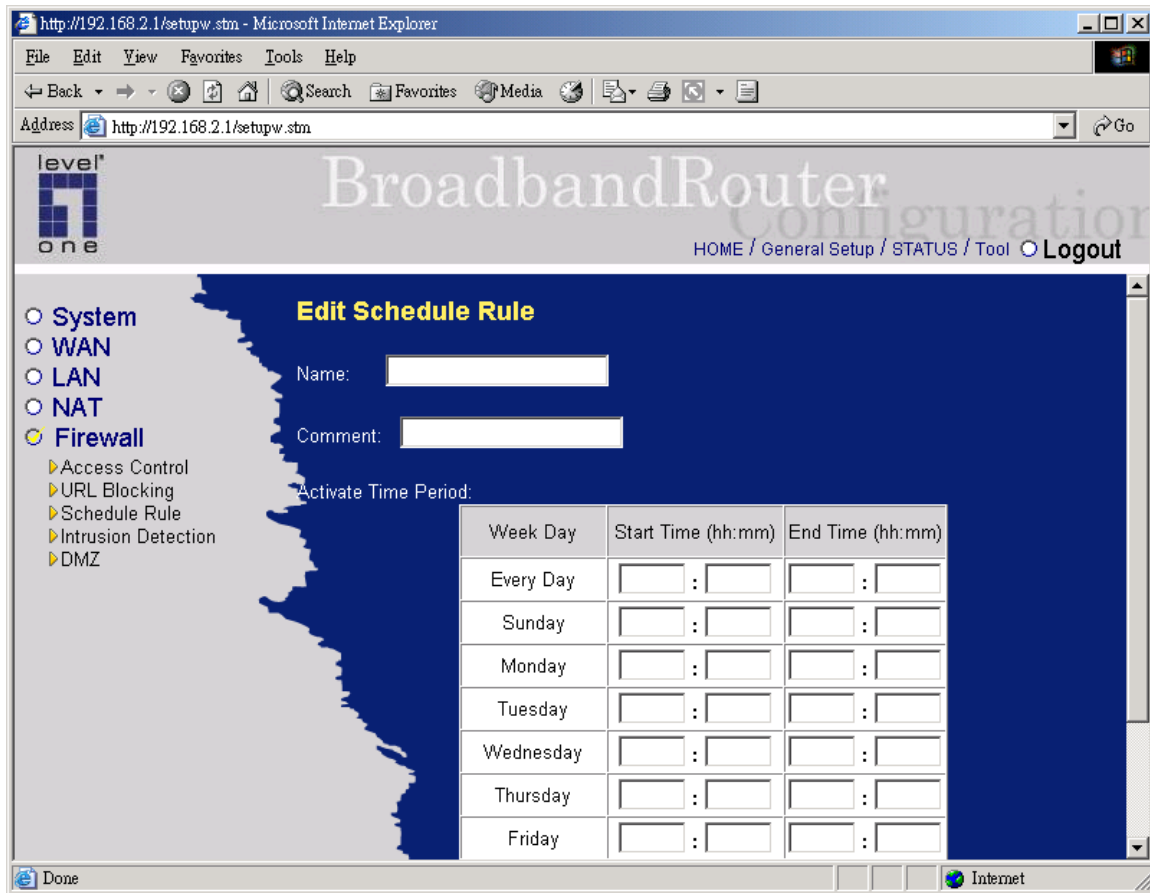 http://192.168.2.1/setupw.stm - Microsoft Internet Explorer
File Edit View Favorites Tools Help
Back Search Favorites Media
Address http://192.168.2.1/setupw.stm Go
level one
BroadbandRouter
Configuration
HOME / General Setup / STATUS / Tool Logout
System
WAN
LAN
NAT
Firewall
Access Control
URL Blocking
Schedule Rule
Intrusion Detection
DMZ
Edit Schedule Rule
Name:
Comment:
Activate Time Period:
Week Day Start Time (hh:mm) End Time (hh:mm)
Every Day : :
Sunday : :
Monday : :
Tuesday : :
Wednesday : :
Thursday : :
Friday : :
Done Internet